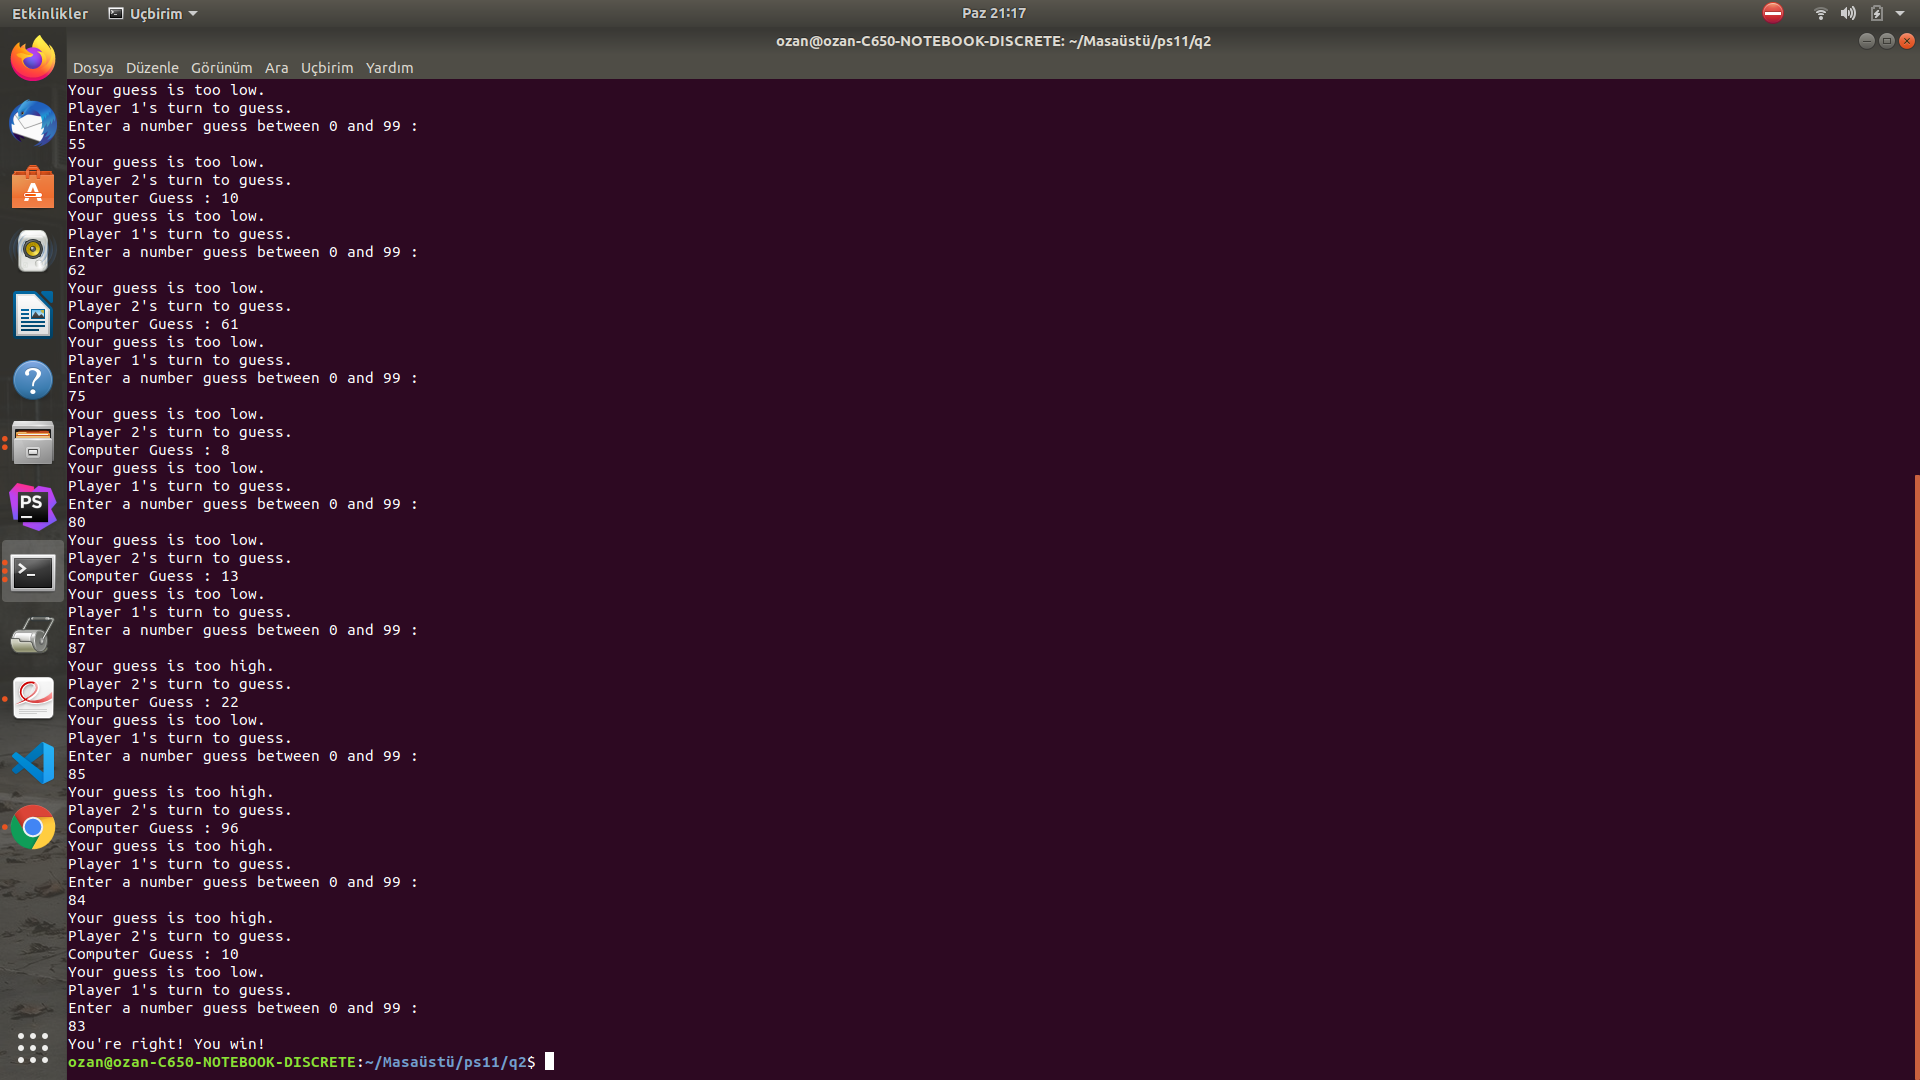 Etkinlikler
Uçbirim
Paz 21:17
ozan@ozan-C650-NOTEBOOK-DISCRETE: ~/Masaüstü/ps11/q2
Dosya Düzenle Görünüm Ara Uçbirim Yardım
Your guess is too low.
Player 1's turn to guess.
Enter a number guess between 0 and 99 :
55
Your guess is too low.
Player 2's turn to guess.
Computer Guess : 10
Your guess is too low.
Player 1's turn to guess.
Enter a number guess between 0 and 99 :
62
Your guess is too low.
Player 2's turn to guess.
Computer Guess : 61
Your guess is too low.
Player 1's turn to guess.
Enter a number guess between 0 and 99 :
75
Your guess is too low.
Player 2's turn to guess.
Computer Guess : 8
Your guess is too low.
Player 1's turn to guess.
Enter a number guess between 0 and 99 :
80
Your guess is too low.
Player 2's turn to guess.
Computer Guess : 13
Your guess is too low.
Player 1's turn to guess.
Enter a number guess between 0 and 99 :
87
Your guess is too high.
Player 2's turn to guess.
Computer Guess : 22
Your guess is too low.
Player 1's turn to guess.
Enter a number guess between 0 and 99 :
85
Your guess is too high.
Player 2's turn to guess.
Computer Guess : 96
Your guess is too high.
Player 1's turn to guess.
Enter a number guess between 0 and 99 :
84
Your guess is too high.
Player 2's turn to guess.
Computer Guess : 10
Your guess is too low.
Player 1's turn to guess.
Enter a number guess between 0 and 99 :
83
You're right! You win!
ozan@ozan-C650-NOTEBOOK-DISCRETE:~/Masaüstü/ps11/q2$
PS